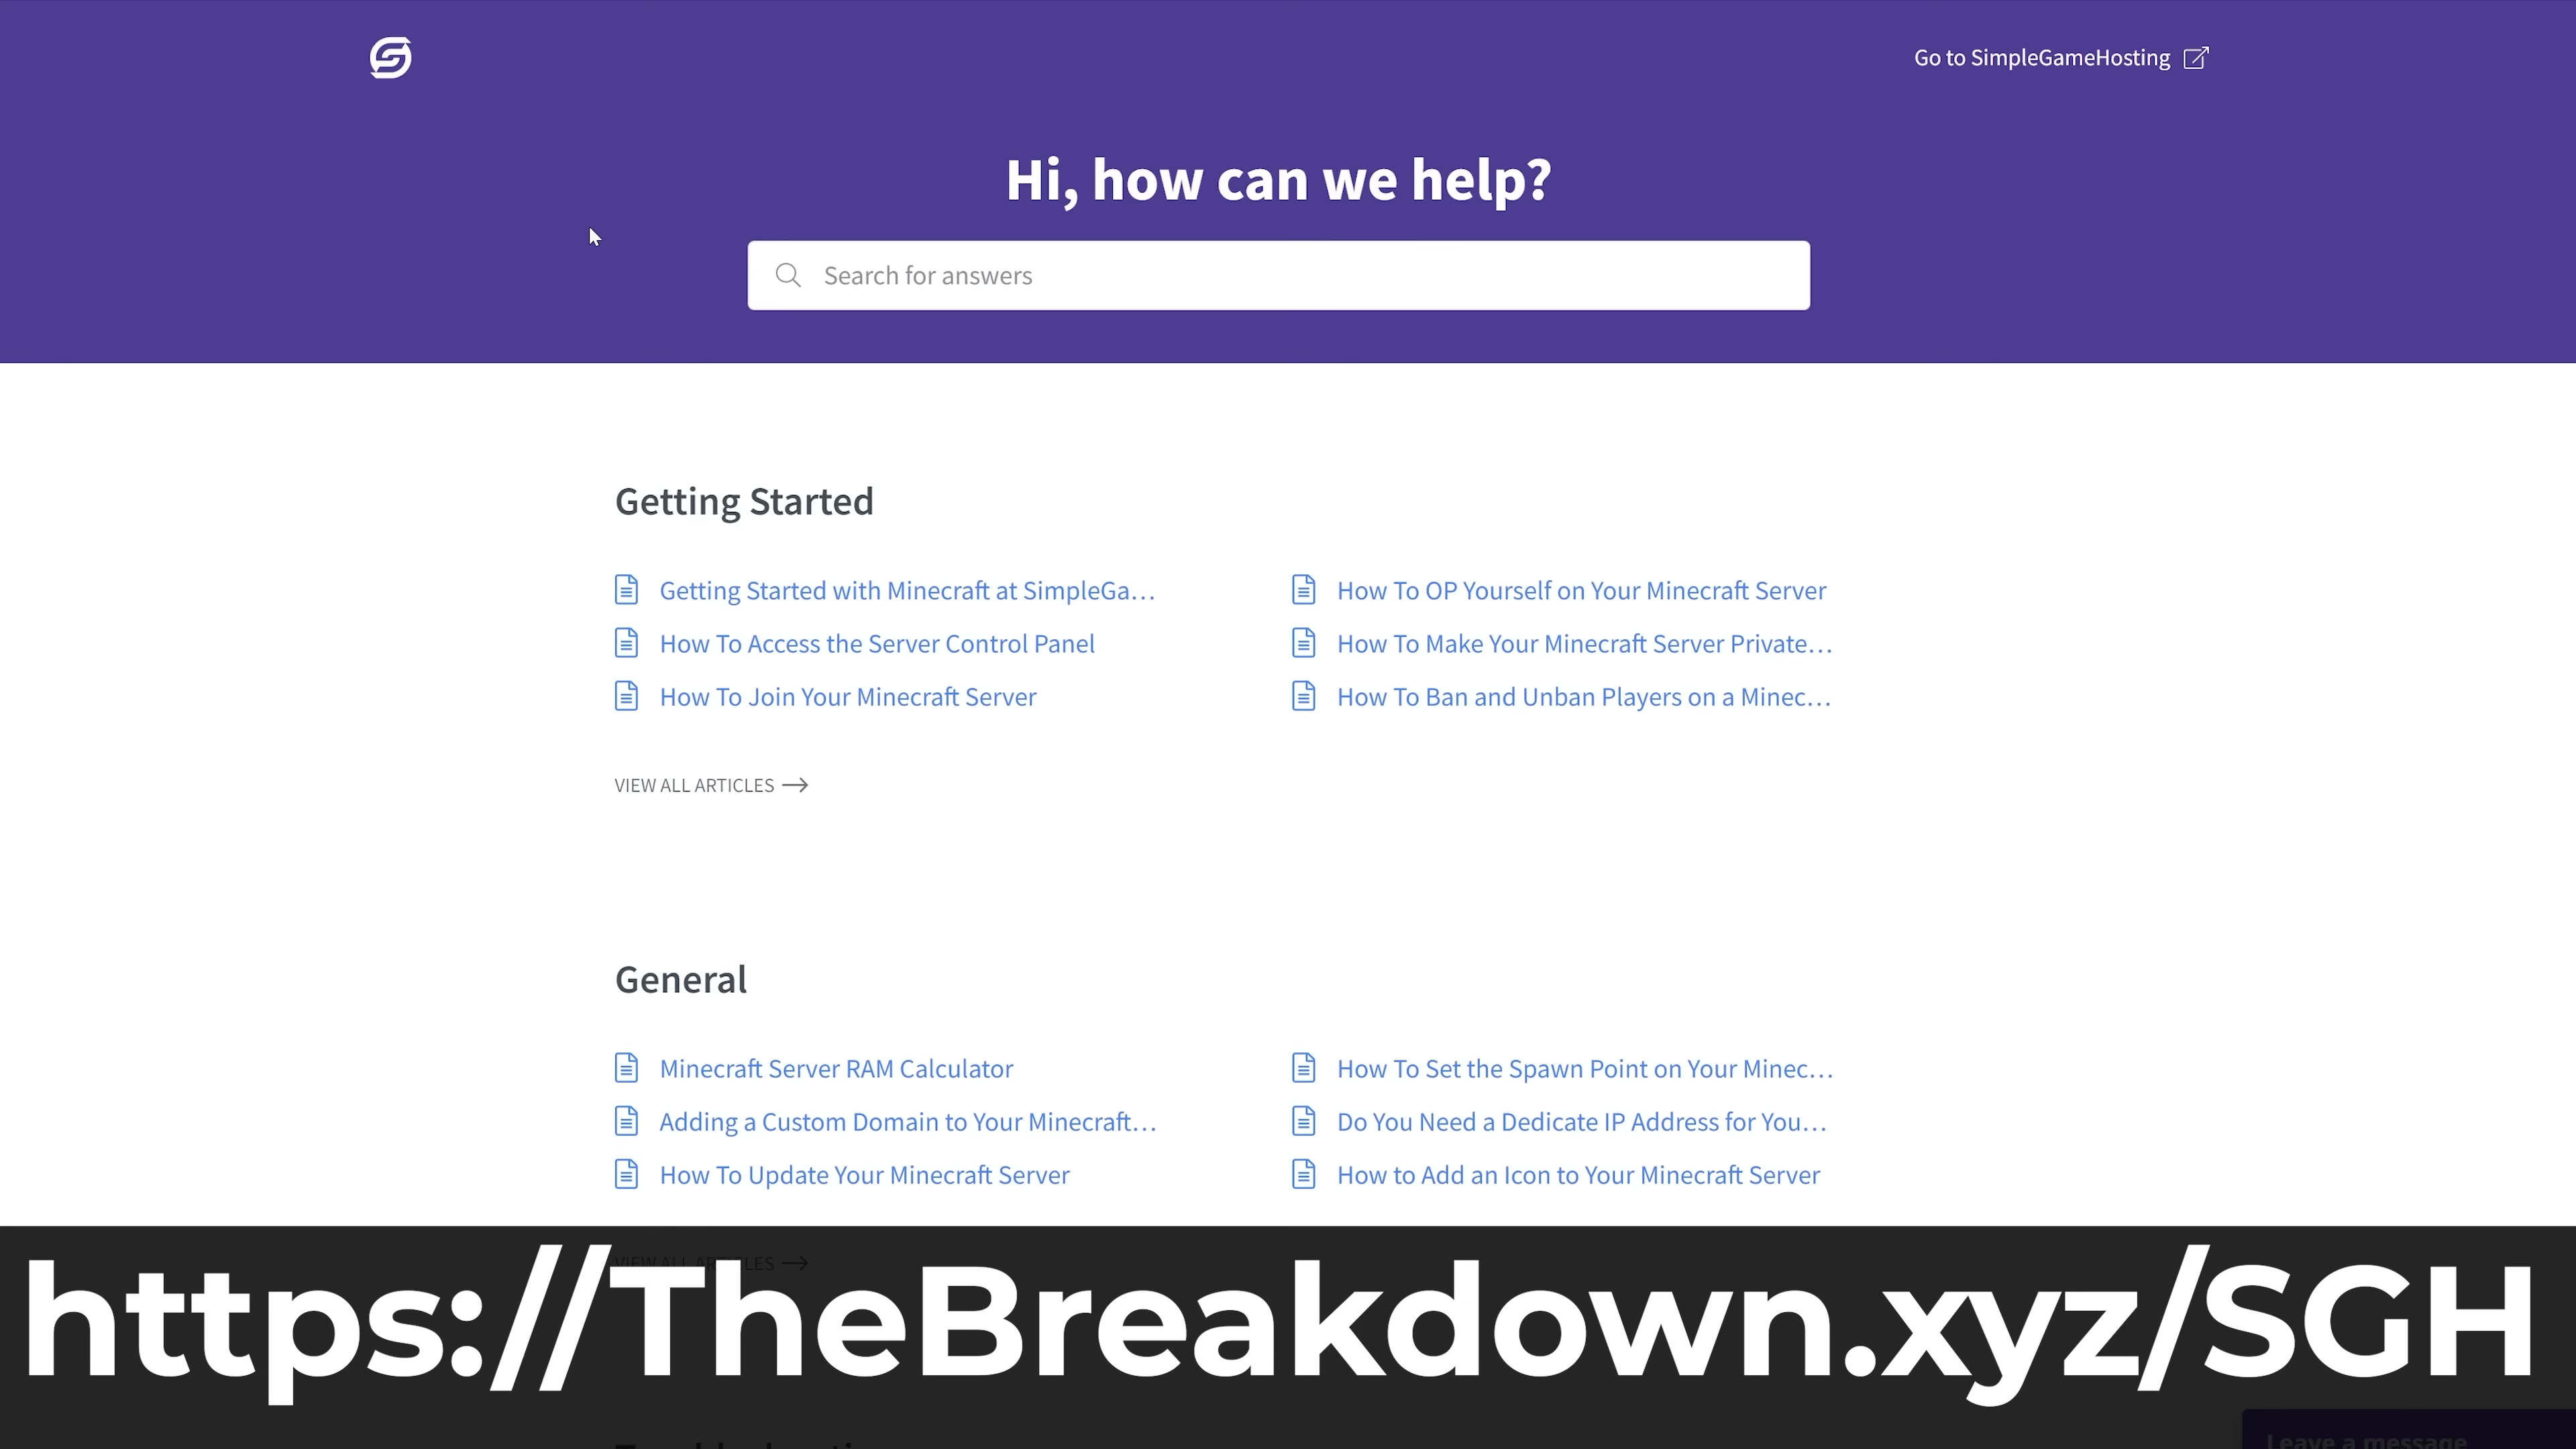 Go to SimpleGameHosting
Hi, how can we help?
Search for answers
Getting Started
Getting Started with Minecraft at SimpleGa...
How To OP Yourself on Your Minecraft Server
How To Access the Server Control Panel
How To Make Your Minecraft Server Private...
How To Join Your Minecraft Server
How To Ban and Unban Players on a Minec...
VIEW ALL ARTICLES
General
Minecraft Server RAM Calculator
How To Set the Spawn Point on Your Minec...
Adding a Custom Domain to Your Minecraft...
Do You Need a Dedicate IP Address for You...
How To Update Your Minecraft Server
How to Add an Icon to Your Minecraft Server
VIEW ALL ARTICLES
https://TheBreakdown.xyz/SGH
Leave a message